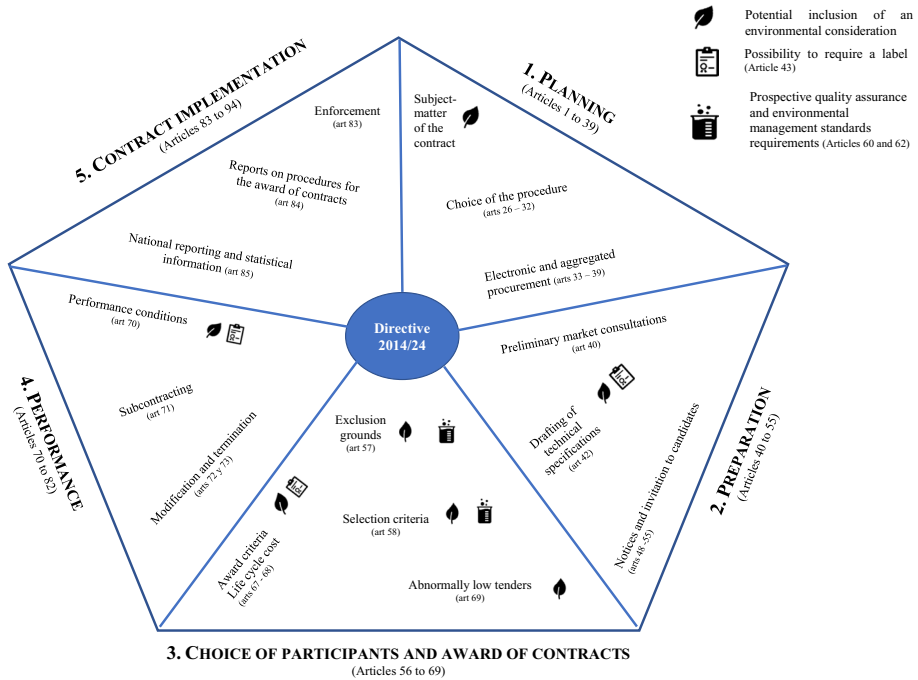 Potential inclusion of an
environmental consideration
Possibility to require a label
(Article 43)
Prospective quality assurance
and environmental
management standards
requirements (Articles 60 and 62)
1. PLANNING
(Articles 1 to 39)
Subject-
matter
of the
contract
Choice of the procedure
(arts 26 – 32)
Electronic and aggregated
procurement (arts 33 – 39)
Directive
2014/24
2. PREPARATION
(Articles 40 to 55)
Preliminary market consultations
(art 40)
Drafting of
technical
specifications
(art 42)
Notices and invitation to candidates
(arts 48 -55)
3. CHOICE OF PARTICIPANTS AND AWARD OF CONTRACTS
(Articles 56 to 69)
Exclusion
grounds
(art 57)
Selection criteria
(art 58)
Abnormally low tenders
(art 69)
Award criteria
Life cycle cost
(arts 67 - 68)
4. PERFORMANCE
(Articles 70 to 82)
Performance conditions
(art 70)
Subcontracting
(art 71)
Modification and termination
(arts 72 y 73)
5. CONTRACT IMPLEMENTATION
(Articles 83 to 94)
Enforcement
(art 83)
Reports on procedures for
the award of contracts
(art 84)
National reporting and statistical
information (art 85)